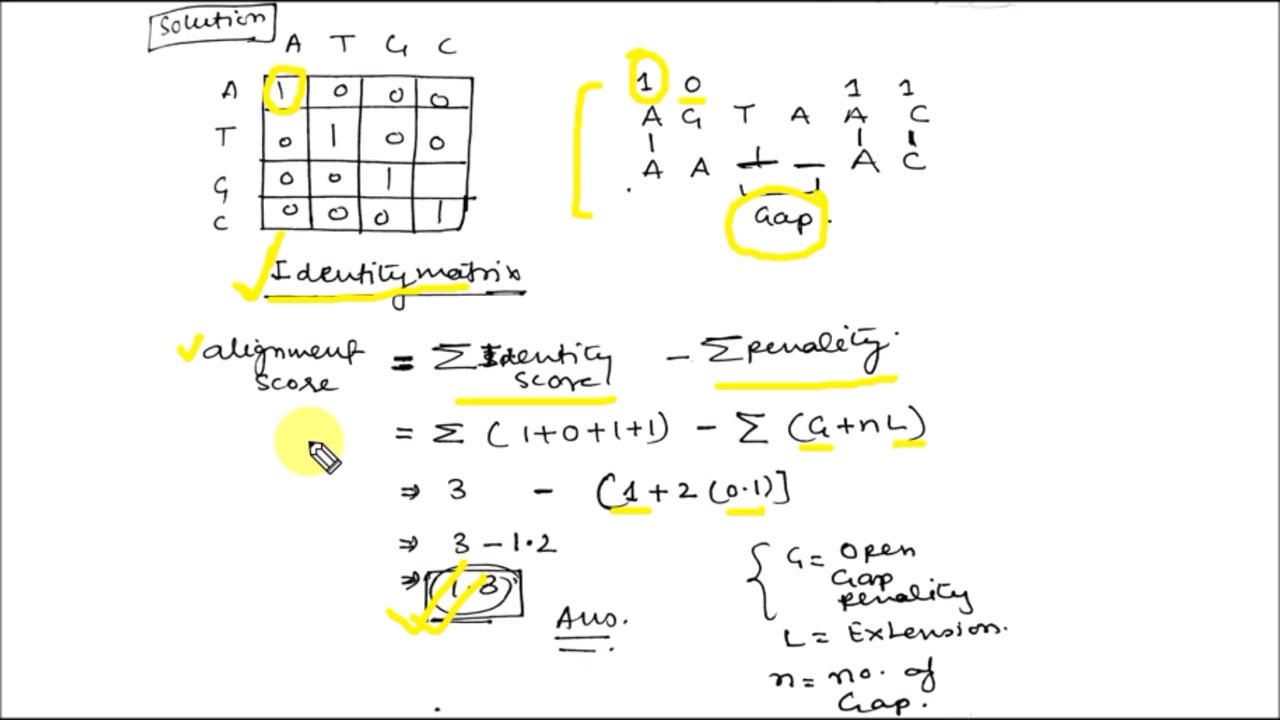 Solution
A T G C
A 1 0 0 0
T 0 1 0 0
G 0 0 1
C 0 0 0 1
Identity matrix
1 0 1 1
A G T A A C
| | |
A A _ _ A C
Gap.
alignment score = Σ Identity score - Σ penality.
= Σ (1+0+1+1) - Σ (G+nL)
⇒ 3 - (1+2(0.1)]
⇒ 3 - 1.2
⇒ 1.8
Ans.
G = Open
Gap
penality
L = Extension.
n = no. of
Gap.